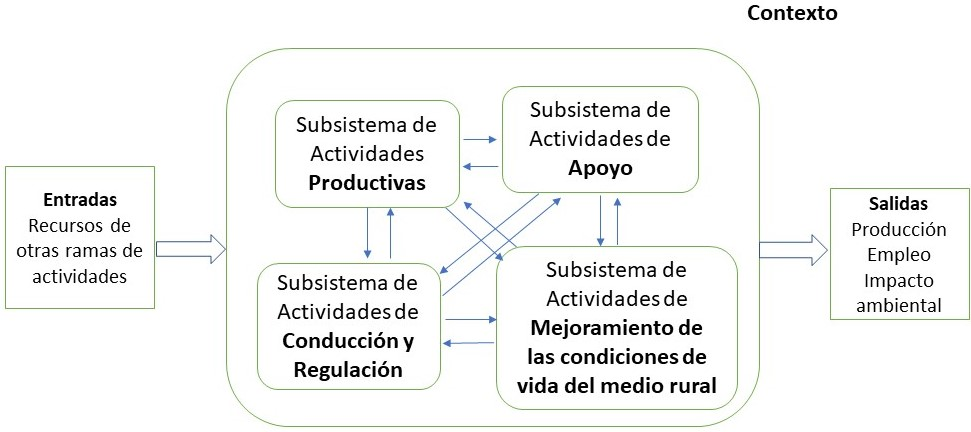 Contexto
Entradas
Recursos de
otras ramas de
actividades
Subsistema de
Actividades
Productivas
Subsistema de
Actividades de
Apoyo
Subsistema de
Actividades de
Conducción y
Regulación
Subsistema de
Actividades de
Mejoramiento de
las condiciones de
vida del medio rural
Salidas
Producción
Empleo
Impacto
ambiental